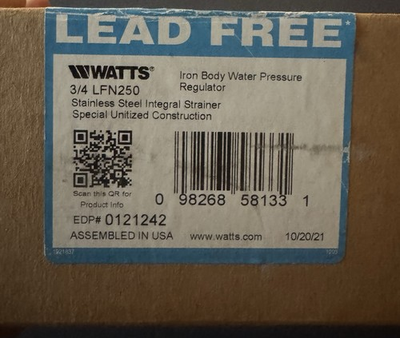 LEAD FREE*
WATTS®
Iron Body Water Pressure
Regulator
3/4 LFN250
Stainless Steel Integral Strainer
Special Unitized Construction
Scan this QR for
Product Info
0 98268 58133 1
EDP# 0121242
ASSEMBLED IN USA www.watts.com 10/20/21